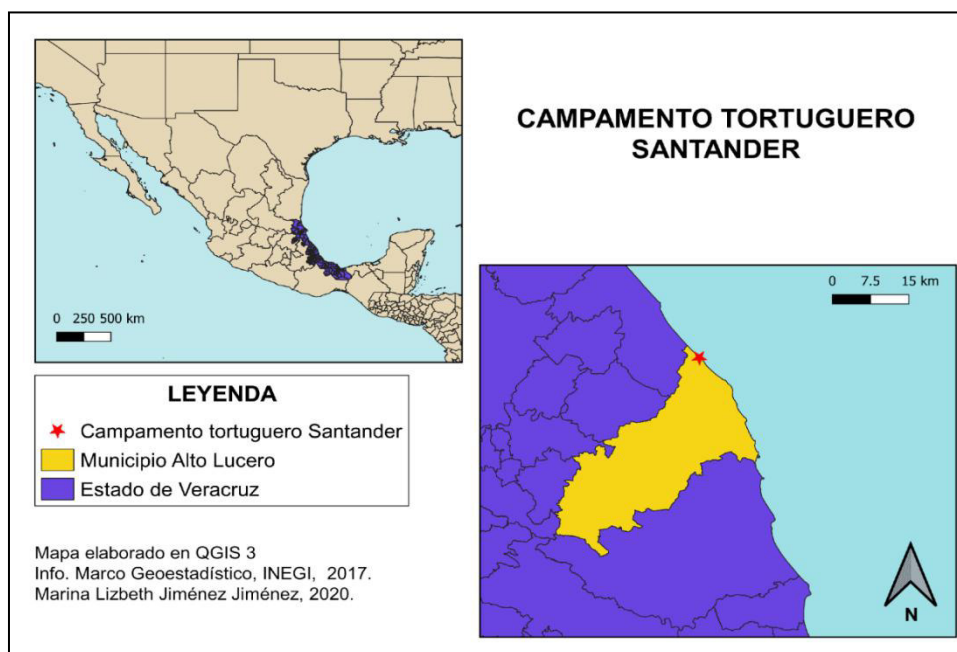 CAMPAMENTO TORTUGUERO
SANTANDER
0 250 500 km
0 7.5 15 km
LEYENDA
Campamento tortuguero Santander
Municipio Alto Lucero
Estado de Veracruz
Mapa elaborado en QGIS 3
Info. Marco Geoestadístico, INEGI, 2017.
Marina Lizbeth Jiménez Jiménez, 2020.
N